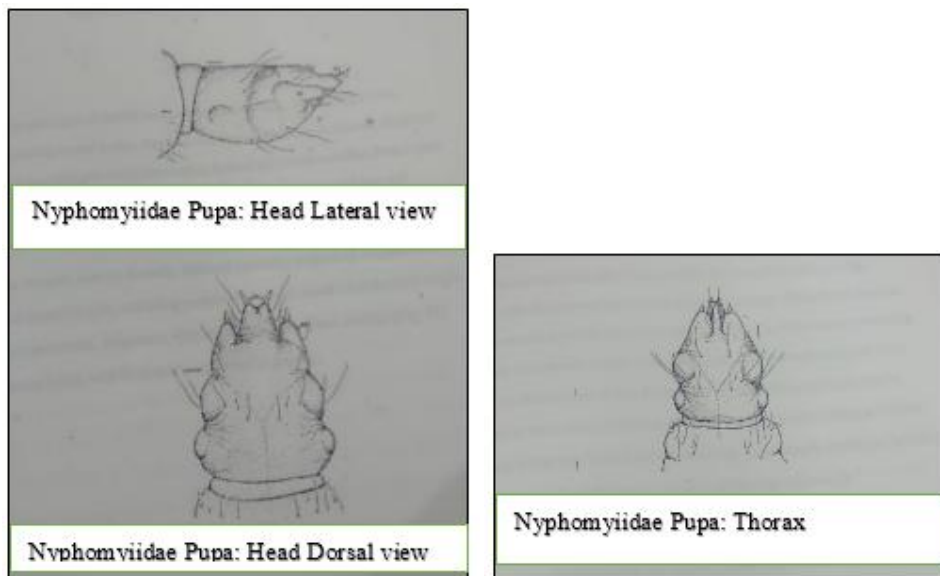 Nyphomyiidae Pupa: Head Lateral view
Nyphomyiidae Pupa: Head Dorsal view
Nyphomyiidae Pupa: Thorax